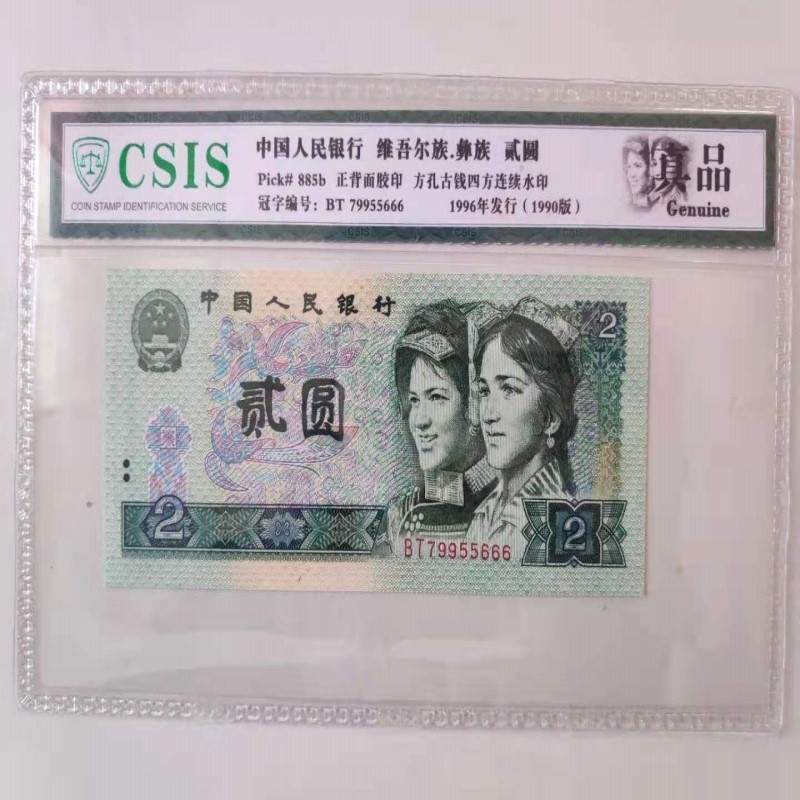 CSIS
COIN STAMP IDENTIFICATION SERVICE
中国人民银行 维吾尔族.彝族 贰圆
Pick# 885b 正背面胶印 方孔古钱四方连续水印
冠字编号: BT 79955666 1996年发行 (1990版)
真品
Genuine
CSIS
CSIS
中国人民银行
贰圆
2
2
BT79955666
2